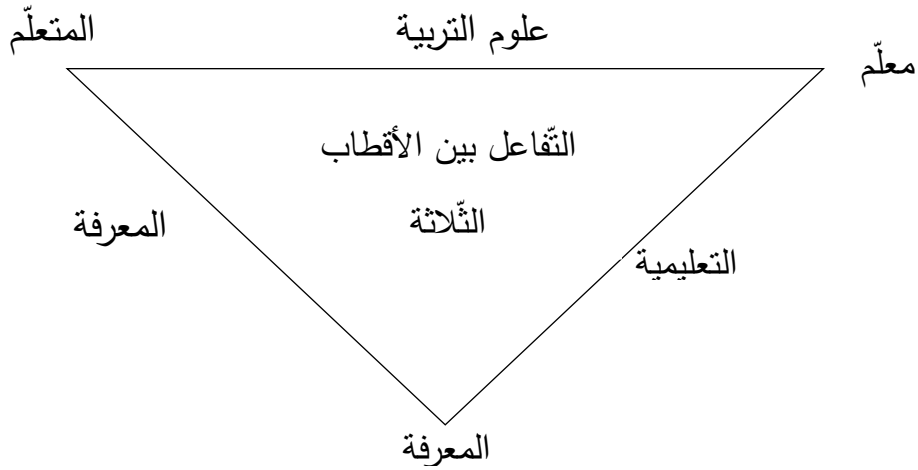 علوم التربية
المتعلّم
معلّم
التّفاعل بين الأقطاب
الثّلاثة
المعرفة
التعليمية
المعرفة